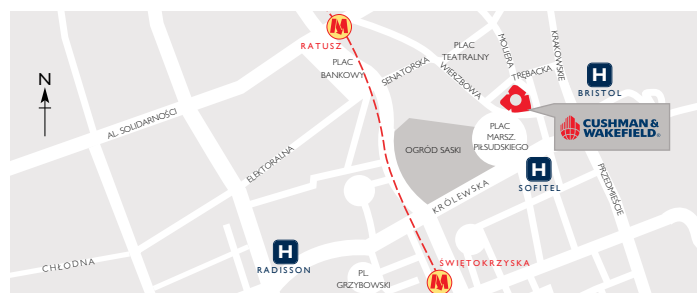 M
RATUSZ
PLAC
BANKOWY
SENATORSKA
PLAC
TEATRALNY
WIERZBOWA
MOLIERA
TRĘBACKA
KRAKOWSKIE
H
BRISTOL
N
AL. SOLIDARNOŚCI
CUSHMAN &
WAKEFIELD®
PLAC
MARSZ.
PIŁSUDSKIEGO
OGRÓD SASKI
ELEKTORALNA
H
SOFITEL
KRÓLEWSKA
PRZEDMIEŚCIE
H
RADISSON
CHŁODNA
ŚWIĘTOKRZYSKA
M
PL.
GRZYBOWSKI